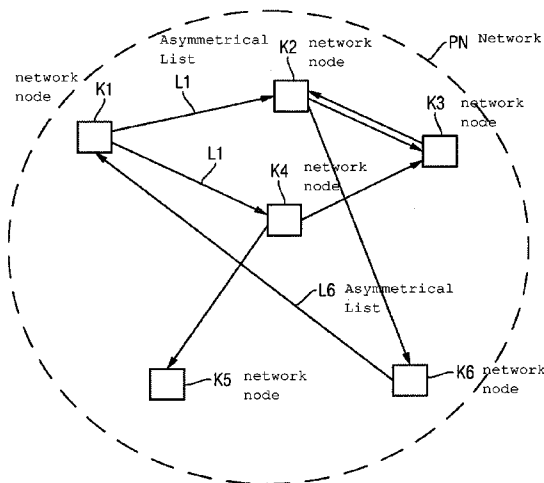 Asymmetrical
List
K2 network
node
PN Network
network
node
K1
L1
K3 network
node
L1
K4 network
node
L6 Asymmetrical
List
K5 network
node
K6 network
node